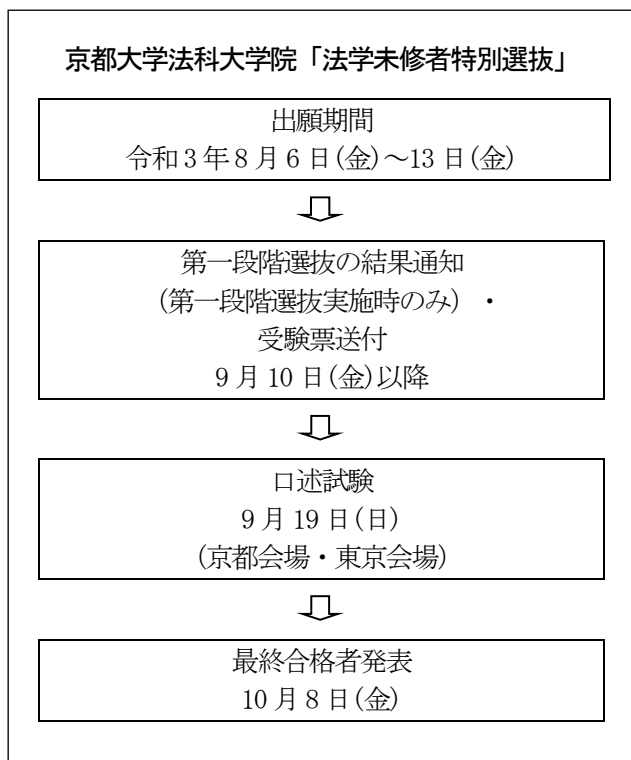 京都大学法科大学院「法学未修者特別選抜」
出願期間
令和3年8月6日(金)～13日(金)
第一段階選抜の結果通知
(第一段階選抜実施時のみ)・
受験票送付
9月10日(金)以降
口述試験
9月19日(日)
(京都会場・東京会場)
最終合格者発表
10月8日(金)